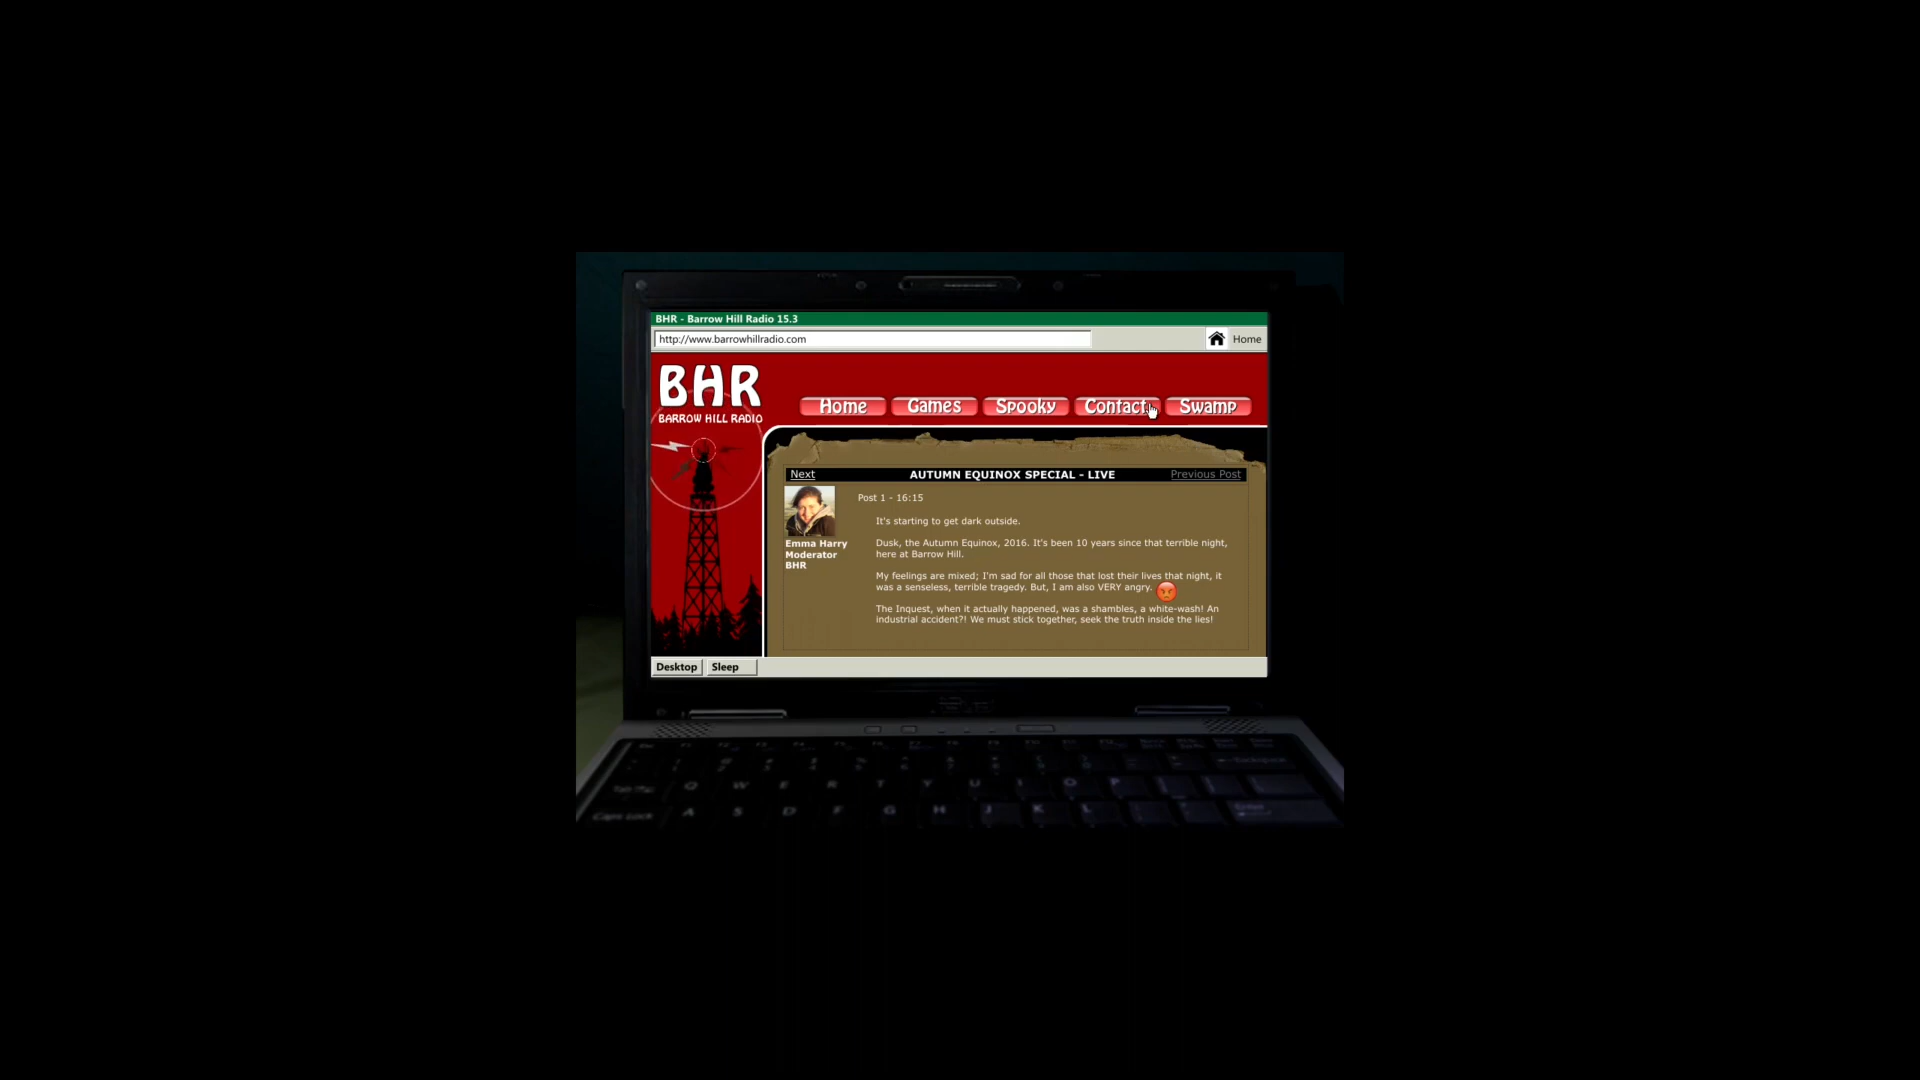 BHR - Barrow Hill Radio 15.3
http://www.barrowhillradio.com
Home
BHR
BARROW HILL RADIO
Home Games Spooky Contact Swamp
Next AUTUMN EQUINOX SPECIAL - LIVE Previous Post
Post 1 - 16:15
Emma Harry
Moderator
BHR
It's starting to get dark outside.
Dusk, the Autumn Equinox, 2016. It's been 10 years since that terrible night,
here at Barrow Hill.
My feelings are mixed; I'm sad for all those that lost their lives that night, it
was a senseless, terrible tragedy. But, I am also VERY angry.
The Inquest, when it actually happened, was a shambles, a white-wash! An
industrial accident?! We must stick together, seek the truth inside the lies!
Desktop Sleep
Q W E R T Y U I O P
Caps Lock A S D F G H J K L